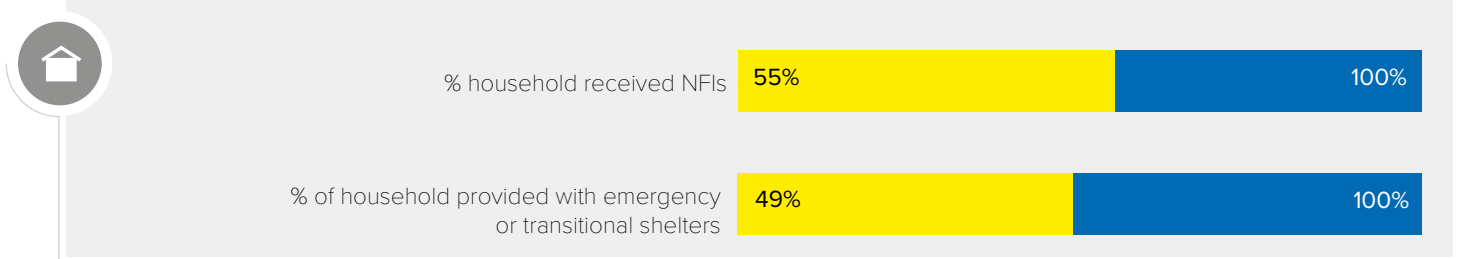 % household received NFIs 55% 100%
% of household provided with emergency 49% 100%
or transitional shelters